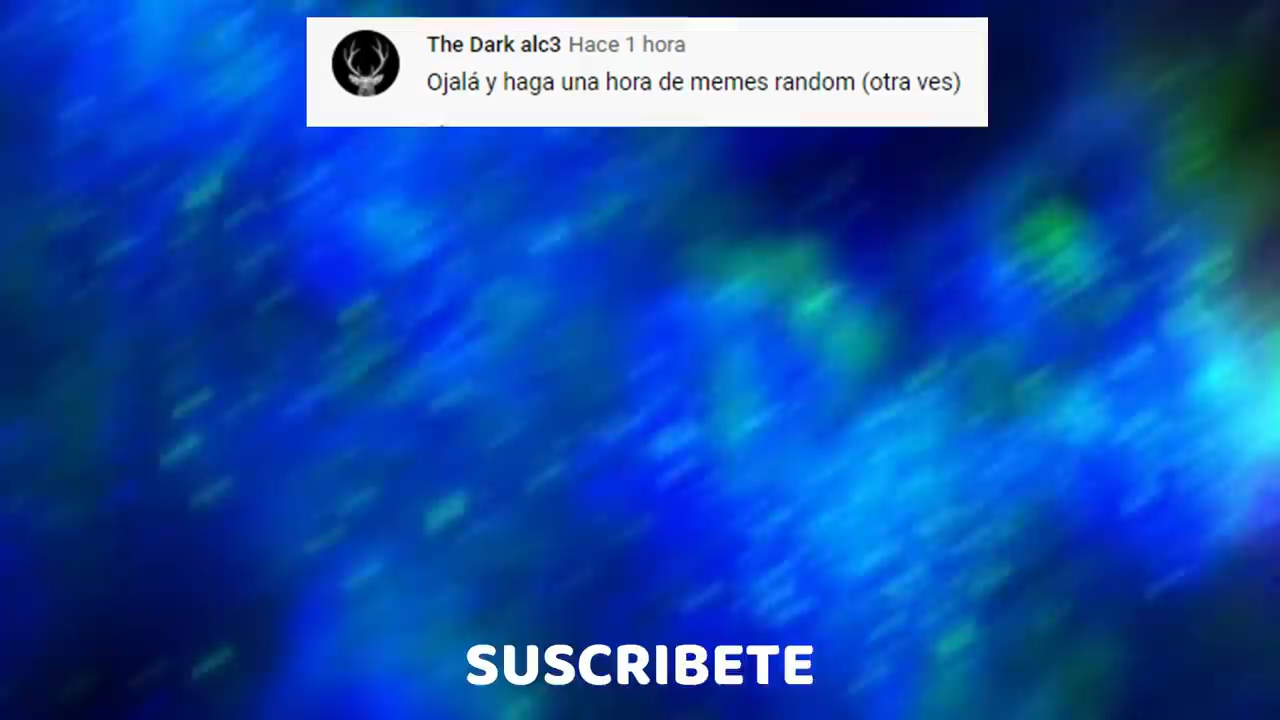 The Dark alc3 Hace 1 hora
Ojalá y haga una hora de memes random (otra ves)
SUSCRIBETE